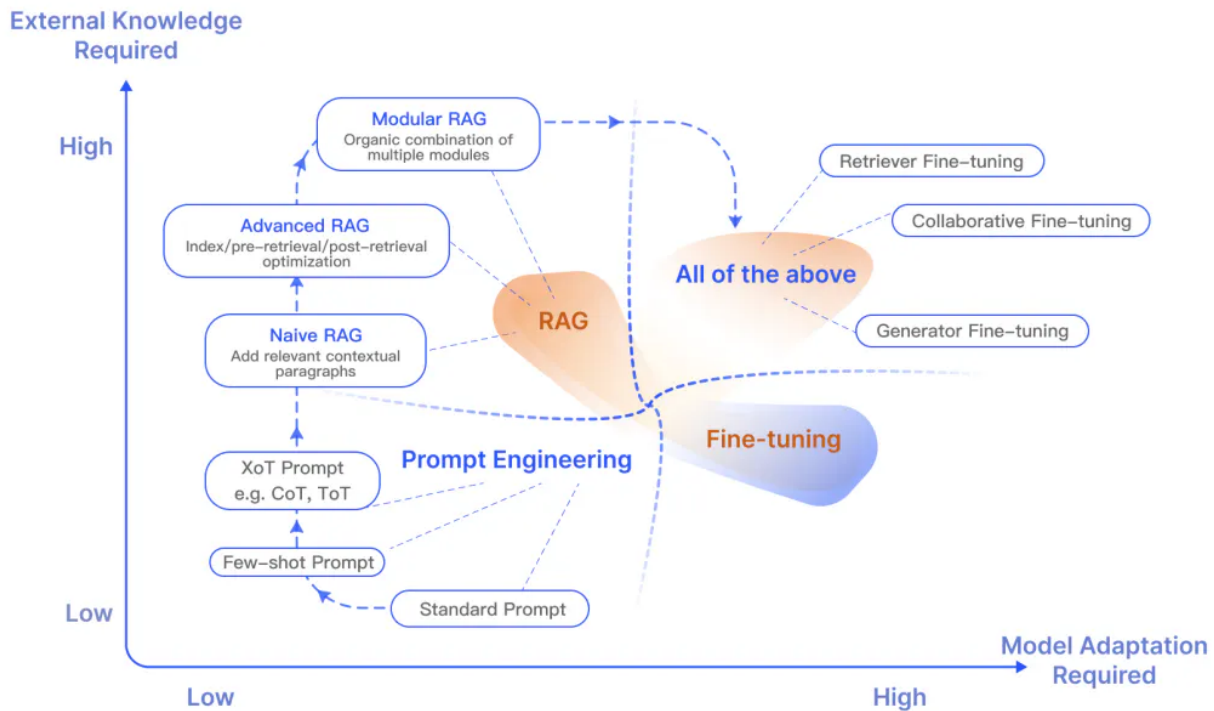 External Knowledge
Required
High
Modular RAG
Organic combination of
multiple modules
Retriever Fine-tuning
Advanced RAG
Index/pre-retrieval/post-retrieval
optimization
Collaborative Fine-tuning
All of the above
RAG
Naive RAG
Add relevant contextual
paragraphs
Generator Fine-tuning
Fine-tuning
Prompt Engineering
XoT Prompt
e.g. CoT, ToT
Few-shot Prompt
Standard Prompt
Low
Model Adaptation
Required
Low
High